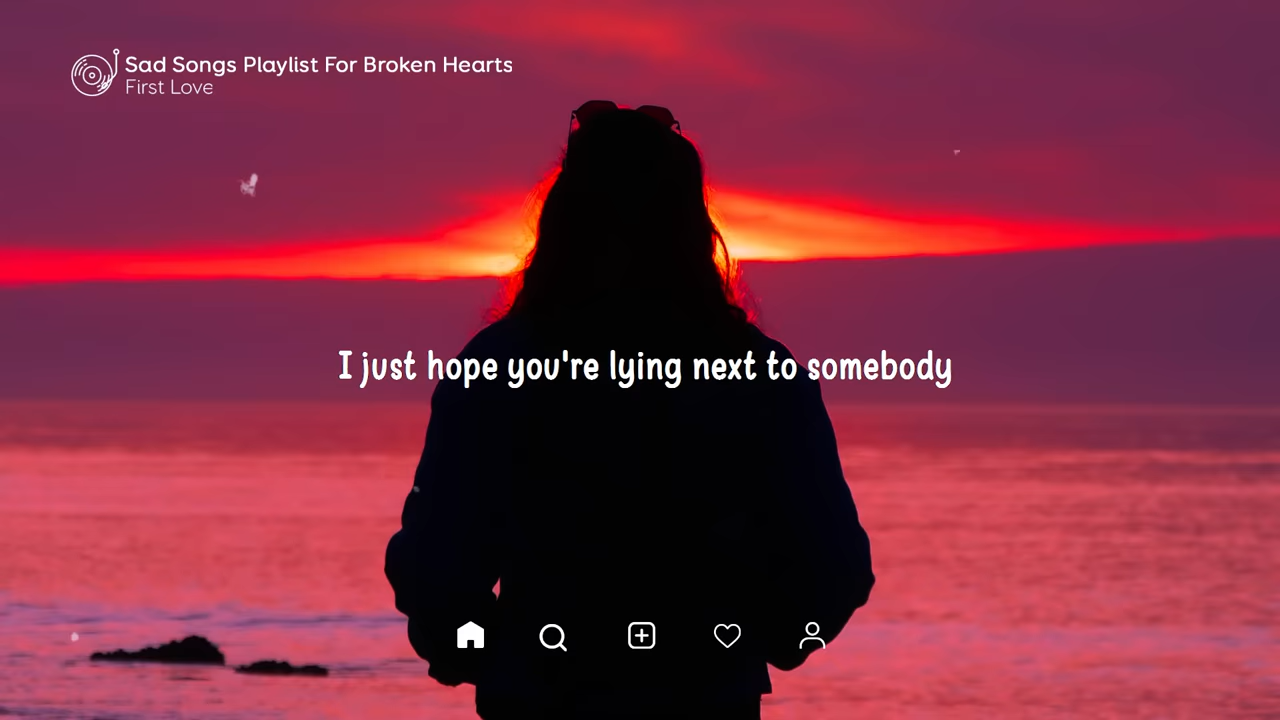 Sad Songs Playlist For Broken Hearts
First Love
I just hope you're lying next to somebody